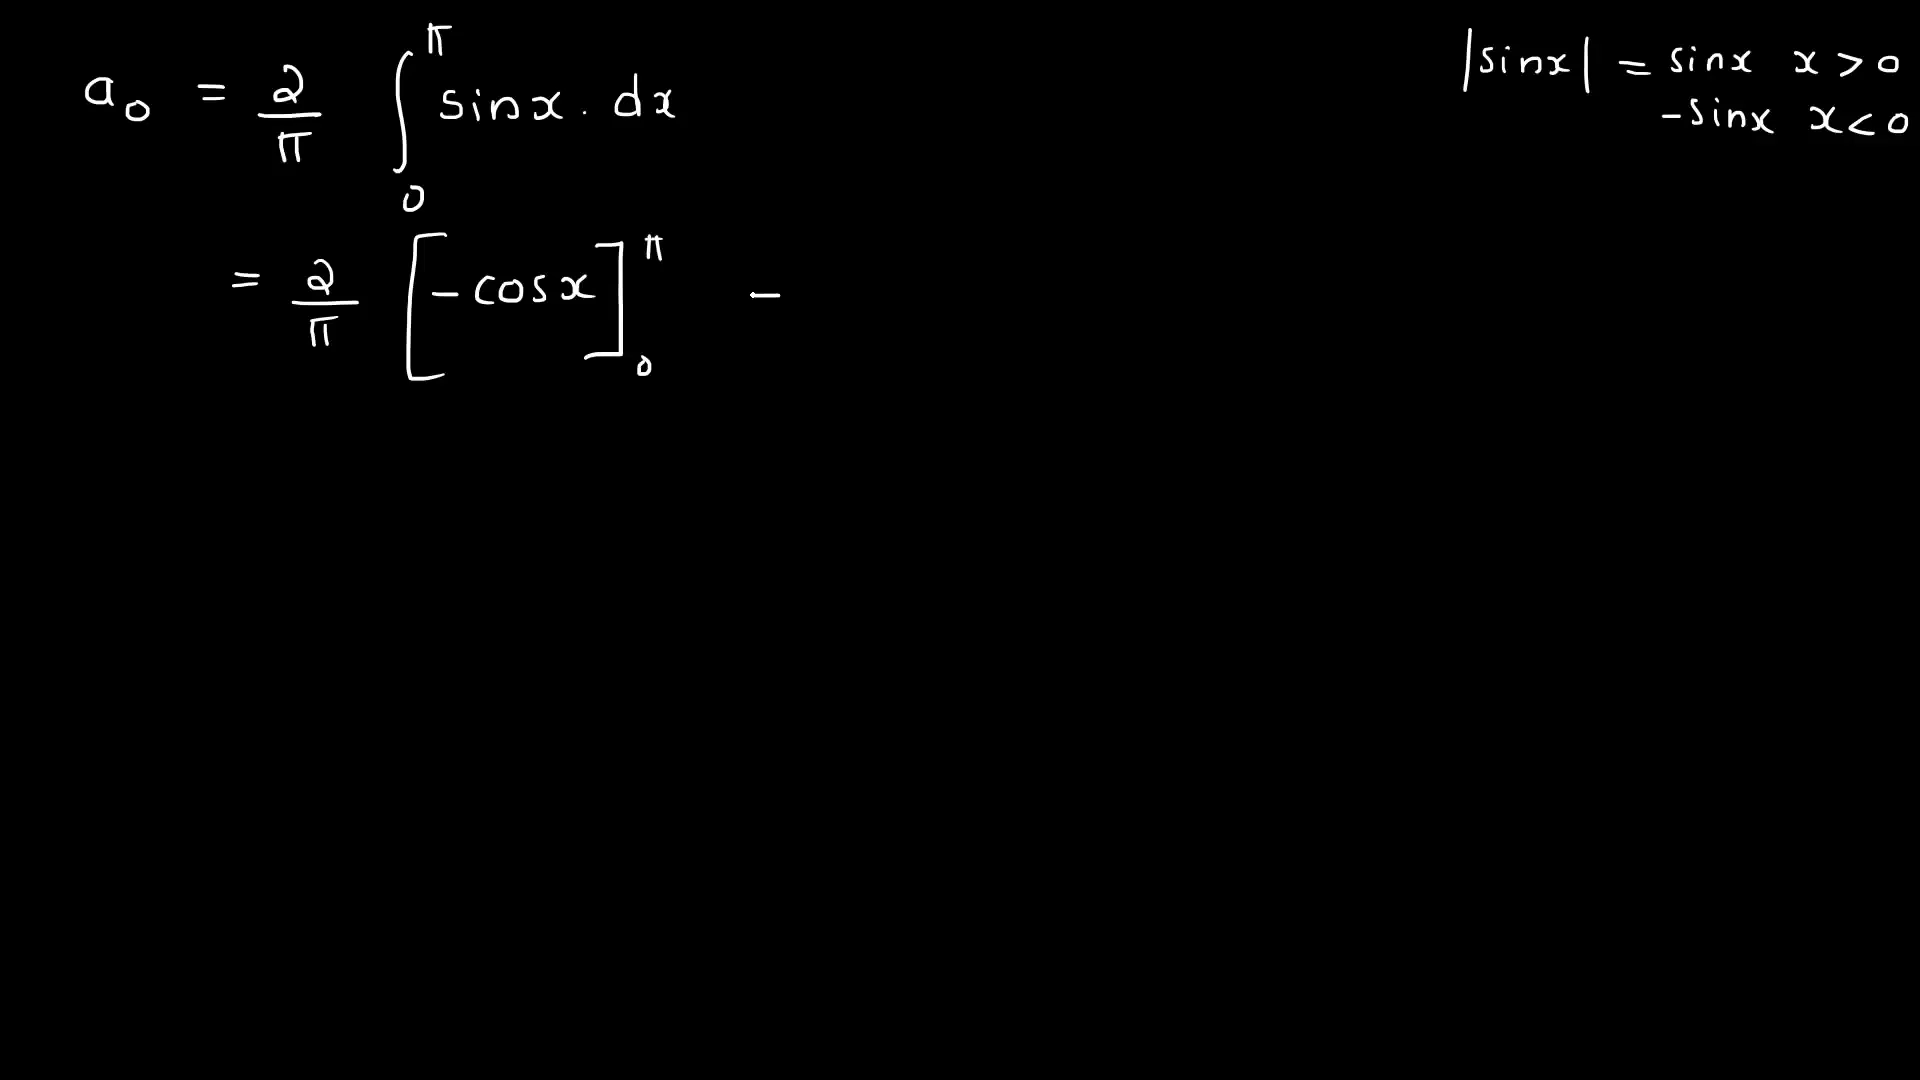 a₀ = 2/π ∫₀^π sinx . dx
|sinx| = sinx x > 0
-sinx x < 0
= 2/π [-cosx]₀^π -